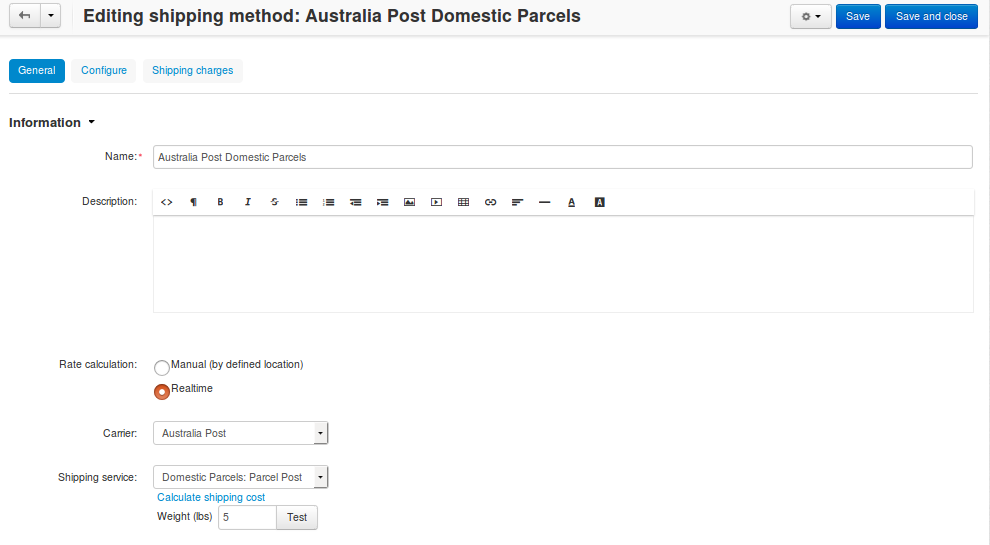 Editing shipping method: Australia Post Domestic Parcels
Save
Save and close
General
Configure
Shipping charges
Information
Name:*
Australia Post Domestic Parcels
Description:
Rate calculation:
Manual (by defined location)
Realtime
Carrier:
Australia Post
Shipping service:
Domestic Parcels: Parcel Post
Calculate shipping cost
Weight (lbs)
5
Test